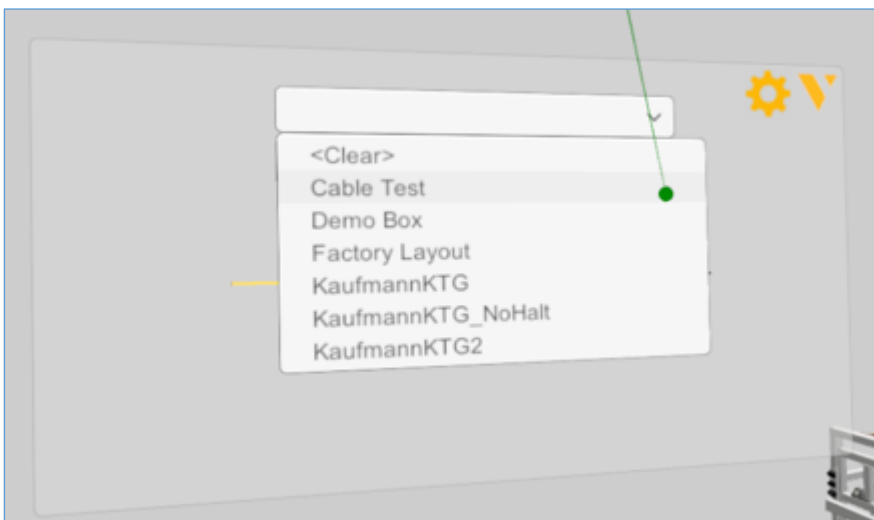 <Clear>
Cable Test
Demo Box
Factory Layout
KaufmannKTG
KaufmannKTG_NoHalt
KaufmannKTG2